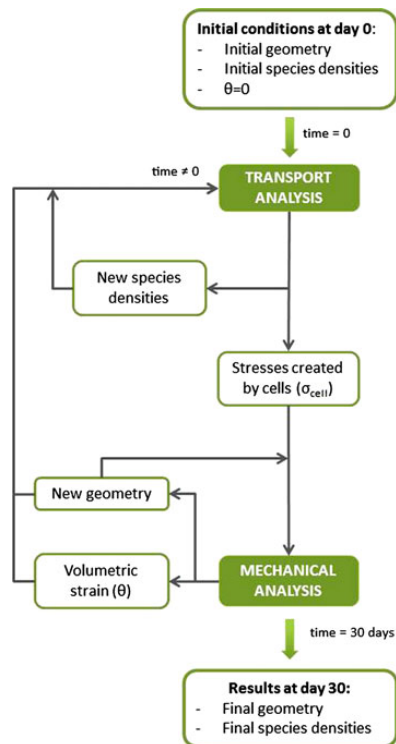 Initial conditions at day 0:
- Initial geometry
- Initial species densities
- θ=0
time = 0
time ≠ 0
TRANSPORT
ANALYSIS
New species
densities
Stresses created
by cells (σcell)
New geometry
Volumetric
strain (θ)
MECHANICAL
ANALYSIS
time = 30 days
Results at day 30:
- Final geometry
- Final species densities